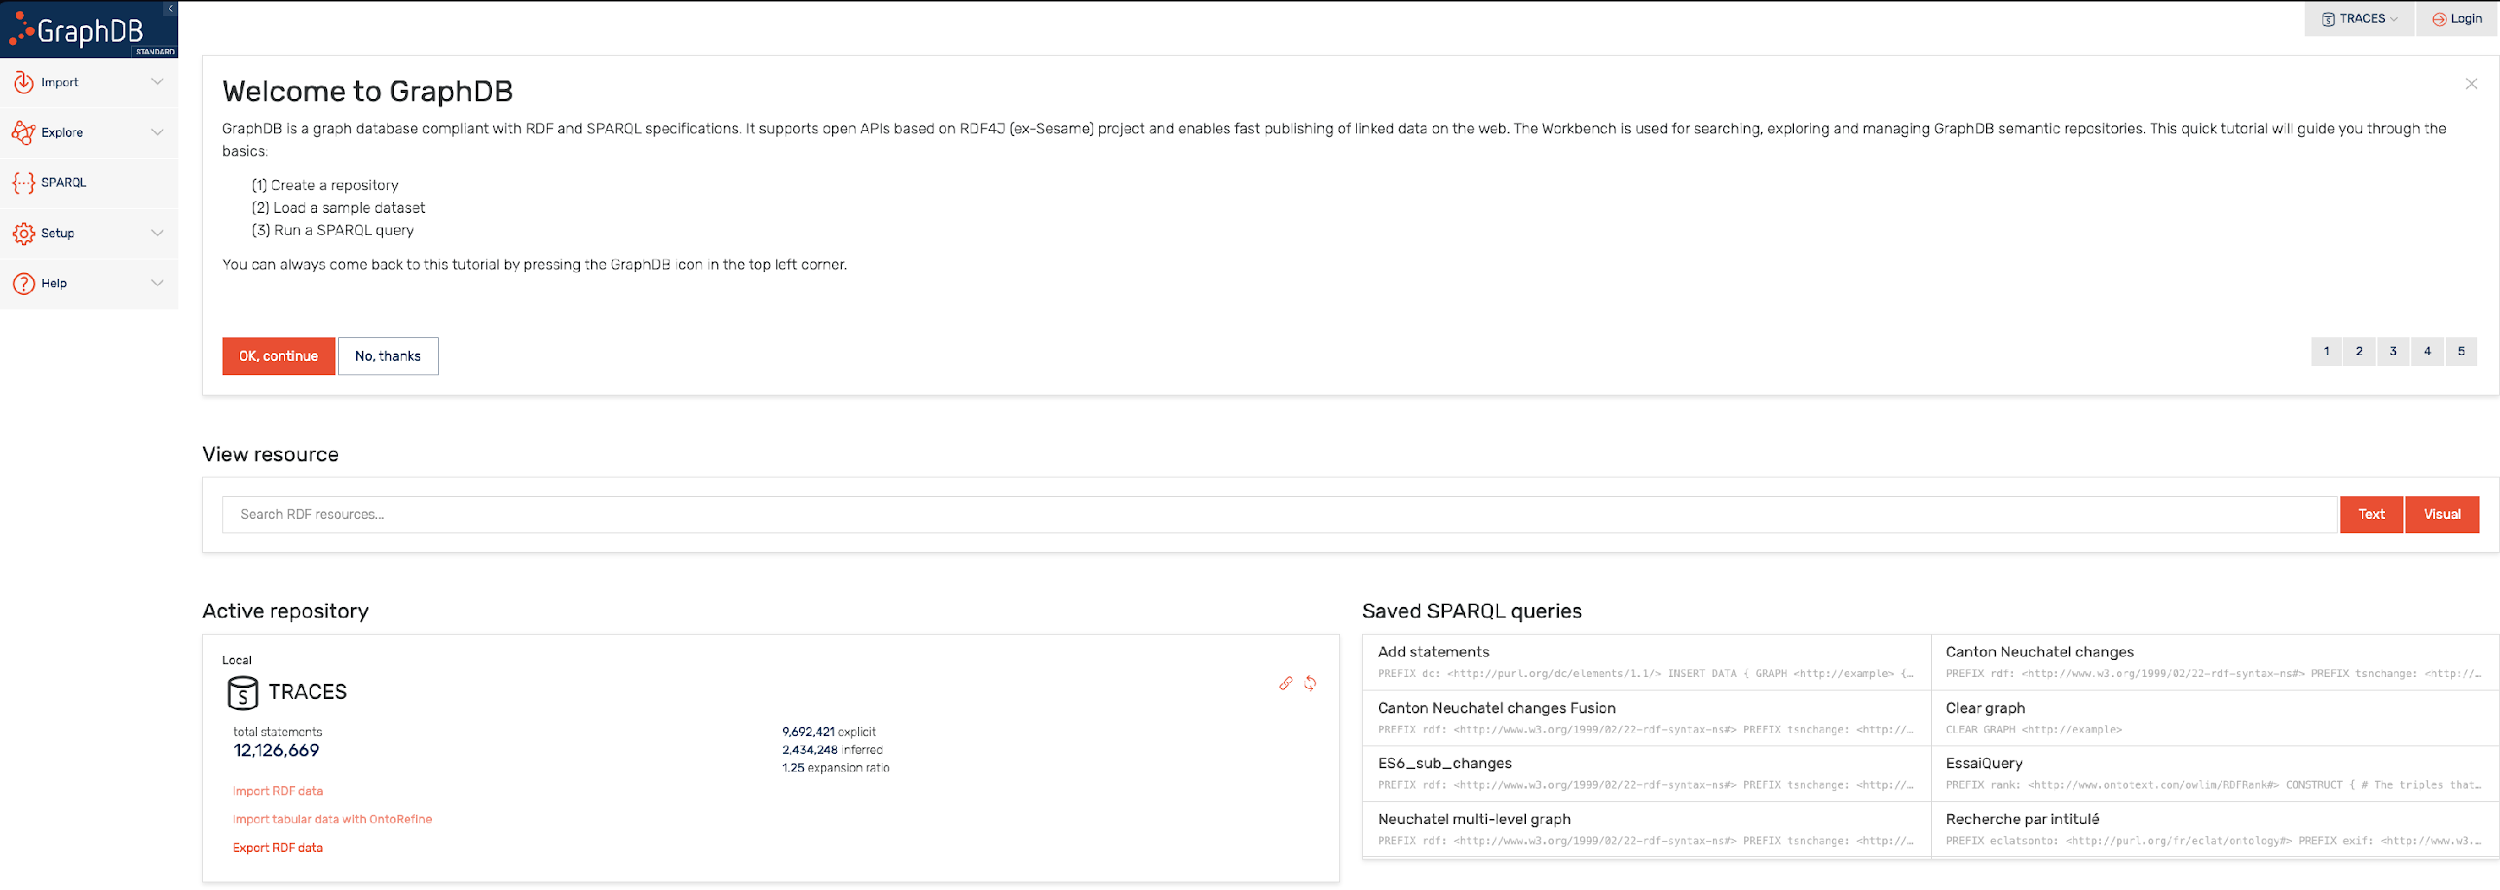 GraphDB
STANDARD
TRACES
Login
Import
Explore
SPARQL
Setup
Help
Welcome to GraphDB
GraphDB is a graph database compliant with RDF and SPARQL specifications. It supports open APIs based on RDF4J (ex-Sesame) project and enables fast publishing of linked data on the web. The Workbench is used for searching, exploring and managing GraphDB semantic repositories. This quick tutorial will guide you through the
basics:
(1) Create a repository
(2) Load a sample dataset
(3) Run a SPARQL query
You can always come back to this tutorial by pressing the GraphDB icon in the top left corner.
OK, continue
No, thanks
1 2 3 4 5
View resource
Search RDF resources...
Text
Visual
Active repository
Local
S TRACES
total statements
12,126,669
9,692,421 explicit
2,434,248 inferred
1.25 expansion ratio
Import RDF data
Import tabular data with OntoRefine
Export RDF data
Saved SPARQL queries
Add statements
PREFIX dc: <http://purl.org/dc/elements/1.1/> INSERT DATA { GRAPH <http://example> {...
Canton Neuchatel changes
PREFIX rdf: <http://www.w3.org/1999/02/22-rdf-syntax-ns#> PREFIX tsnchange: <http://...
Canton Neuchatel changes Fusion
PREFIX rdf: <http://www.w3.org/1999/02/22-rdf-syntax-ns#> PREFIX tsnchange: <http://...
Clear graph
CLEAR GRAPH <http://example>
ES6_sub_changes
PREFIX rdf: <http://www.w3.org/1999/02/22-rdf-syntax-ns#> PREFIX tsnchange: <http://...
EssaiQuery
PREFIX rank: <http://www.ontotext.com/owlim/RDFRank#> CONSTRUCT { # The triples that...
Neuchatel multi-level graph
PREFIX rdf: <http://www.w3.org/1999/02/22-rdf-syntax-ns#> PREFIX tsnchange: <http://...
Recherche par intitulé
PREFIX eclatsonto: <http://purl.org/fr/eclat/ontology#> PREFIX exif: <http://www.w3...